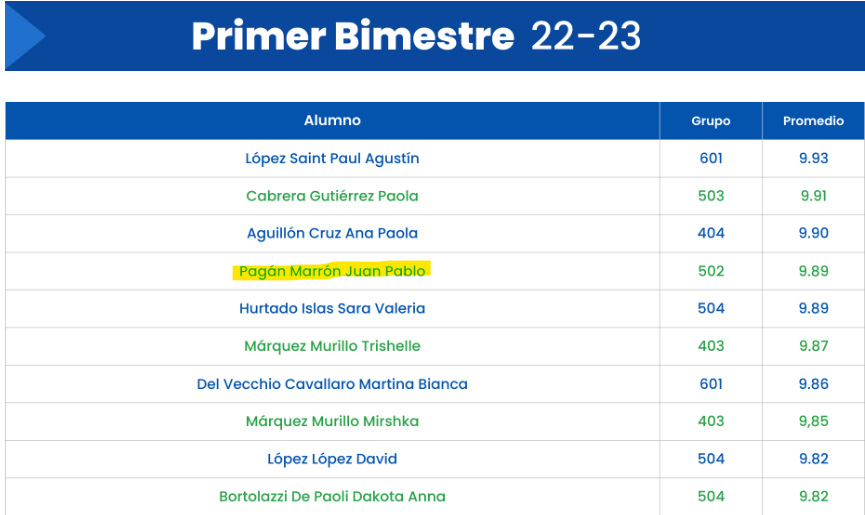 Primer Bimestre 22-23
Alumno Grupo Promedio
López Saint Paul Agustín 601 9.93
Cabrera Gutiérrez Paola 503 9.91
Aguillón Cruz Ana Paola 404 9.90
Pagán Marrón Juan Pablo 502 9.89
Hurtado Islas Sara Valeria 504 9.89
Márquez Murillo Trishelle 403 9.87
Del Vecchio Cavallaro Martina Bianca 601 9.86
Márquez Murillo Mirshka 403 9,85
López López David 504 9.82
Bortolazzi De Paoli Dakota Anna 504 9.82